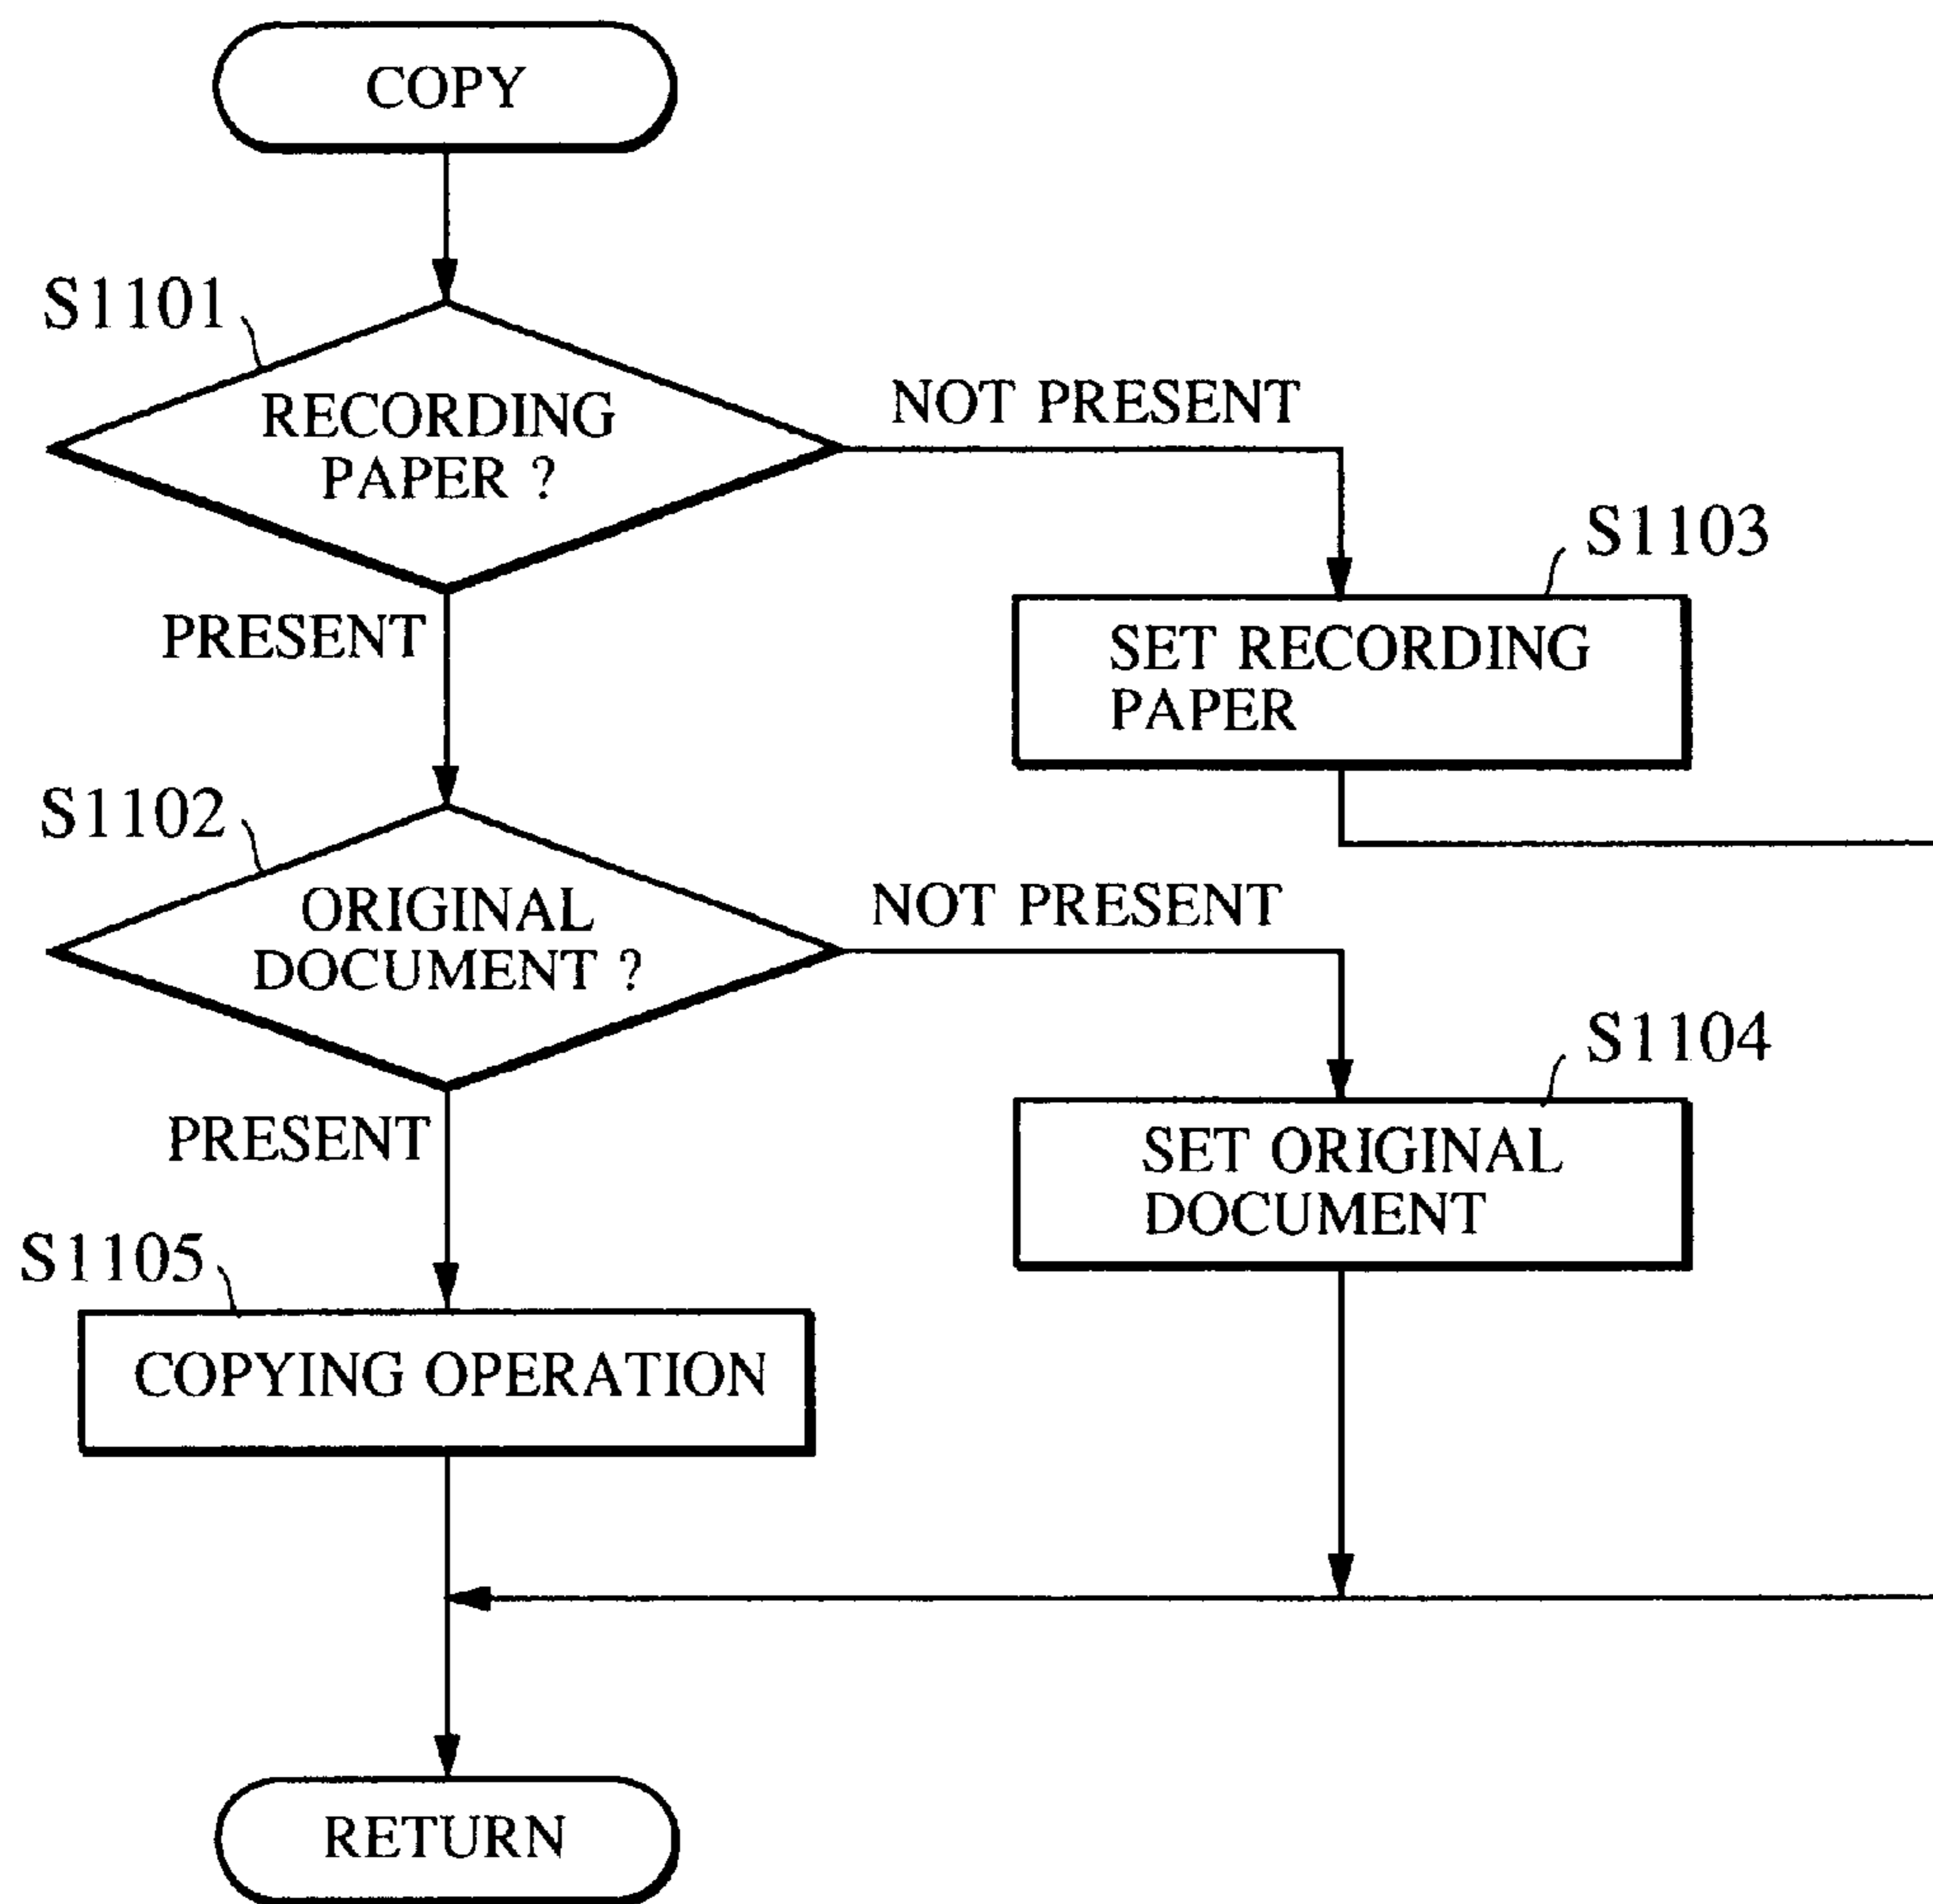 COPY
S1101
RECORDING
PAPER ?
NOT PRESENT
S1103
PRESENT
SET RECORDING
PAPER
S1102
ORIGINAL
DOCUMENT ?
NOT PRESENT
S1104
PRESENT
SET ORIGINAL
DOCUMENT
S1105
COPYING OPERATION
RETURN